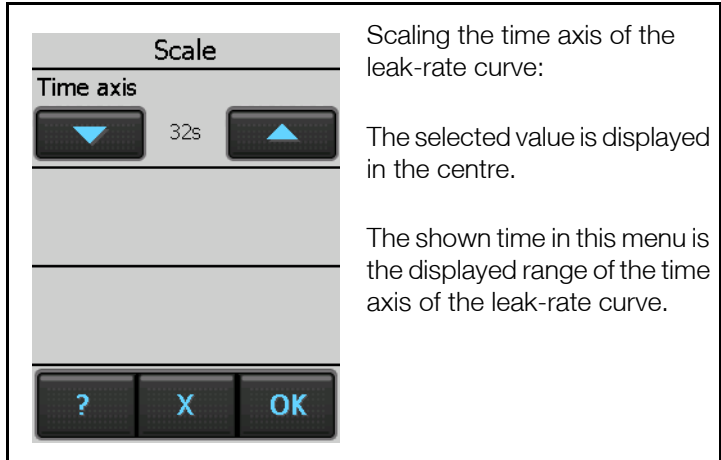 Scale
Time axis
32s
? X OK
Scaling the time axis of the
leak-rate curve:
The selected value is displayed
in the centre.
The shown time in this menu is
the displayed range of the time
axis of the leak-rate curve.